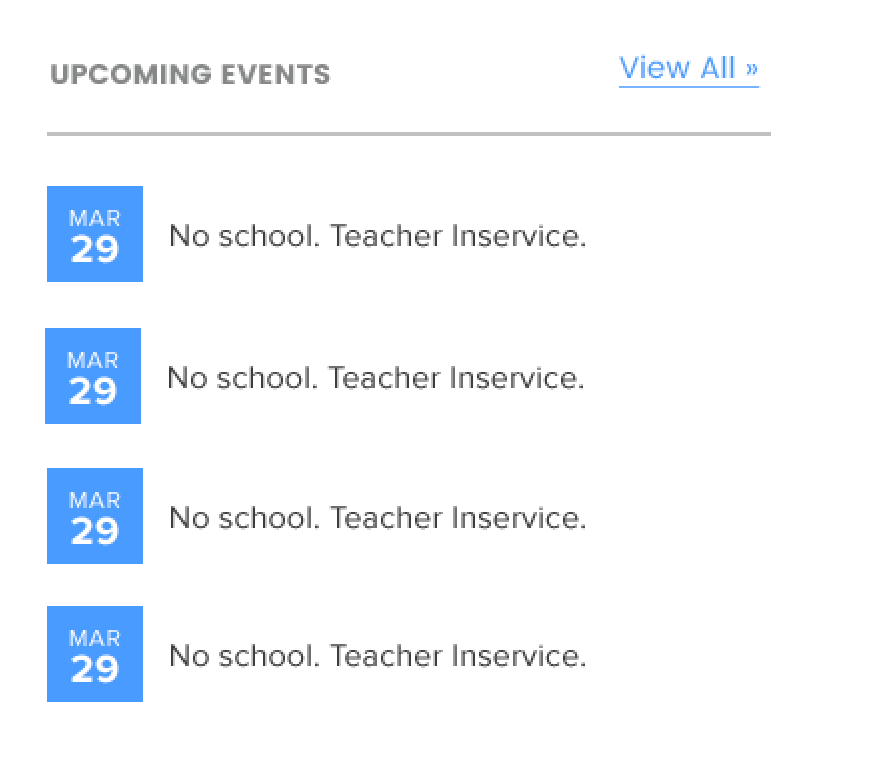 UPCOMING EVENTS View All »
MAR
29
No school. Teacher Inservice.
MAR
29
No school. Teacher Inservice.
MAR
29
No school. Teacher Inservice.
MAR
29
No school. Teacher Inservice.